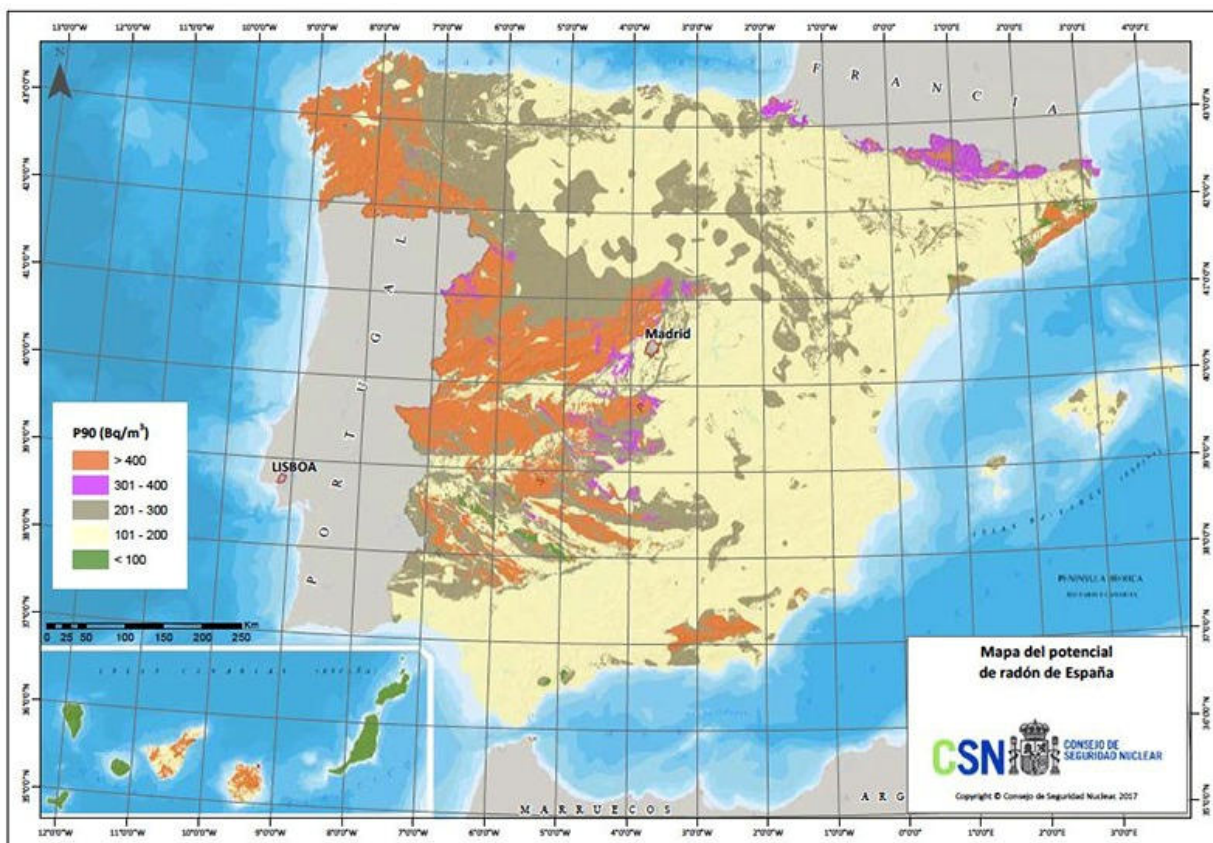 13°0'0"W 12°0'0"W 11°0'0"W 10°0'0"W 9°0'0"W 8°0'0"W 7°0'0"W 6°0'0"W 5°0'0"W 4°0'0"W 3°0'0"W 2°0'0"W 1°0'0"W 0°0'0"E 1°0'0"E 2°0'0"E 3°0'0"E 4°0'0"E
N
FRANCIA
PORTUGAL
Madrid
LISBOA
P90 (Bq/m³)
> 400
301 - 400
201 - 300
101 - 200
< 100
0 25 50 100 150 200 250
Km
PENÍNSULA IBÉRICA
Mapa del potencial
de radón de España
CSN
CONSEJO DE
SEGURIDAD NUCLEAR
Copyright © Consejo de Seguridad Nuclear, 2017
MARRUECOS
ARG
12°0'0"W 11°0'0"W 10°0'0"W 9°0'0"W 8°0'0"W 7°0'0"W 6°0'0"W 5°0'0"W 4°0'0"W 3°0'0"W 2°0'0"W 1°0'0"W 0°0'0" 1°0'0"E 2°0'0"E 3°0'0"E